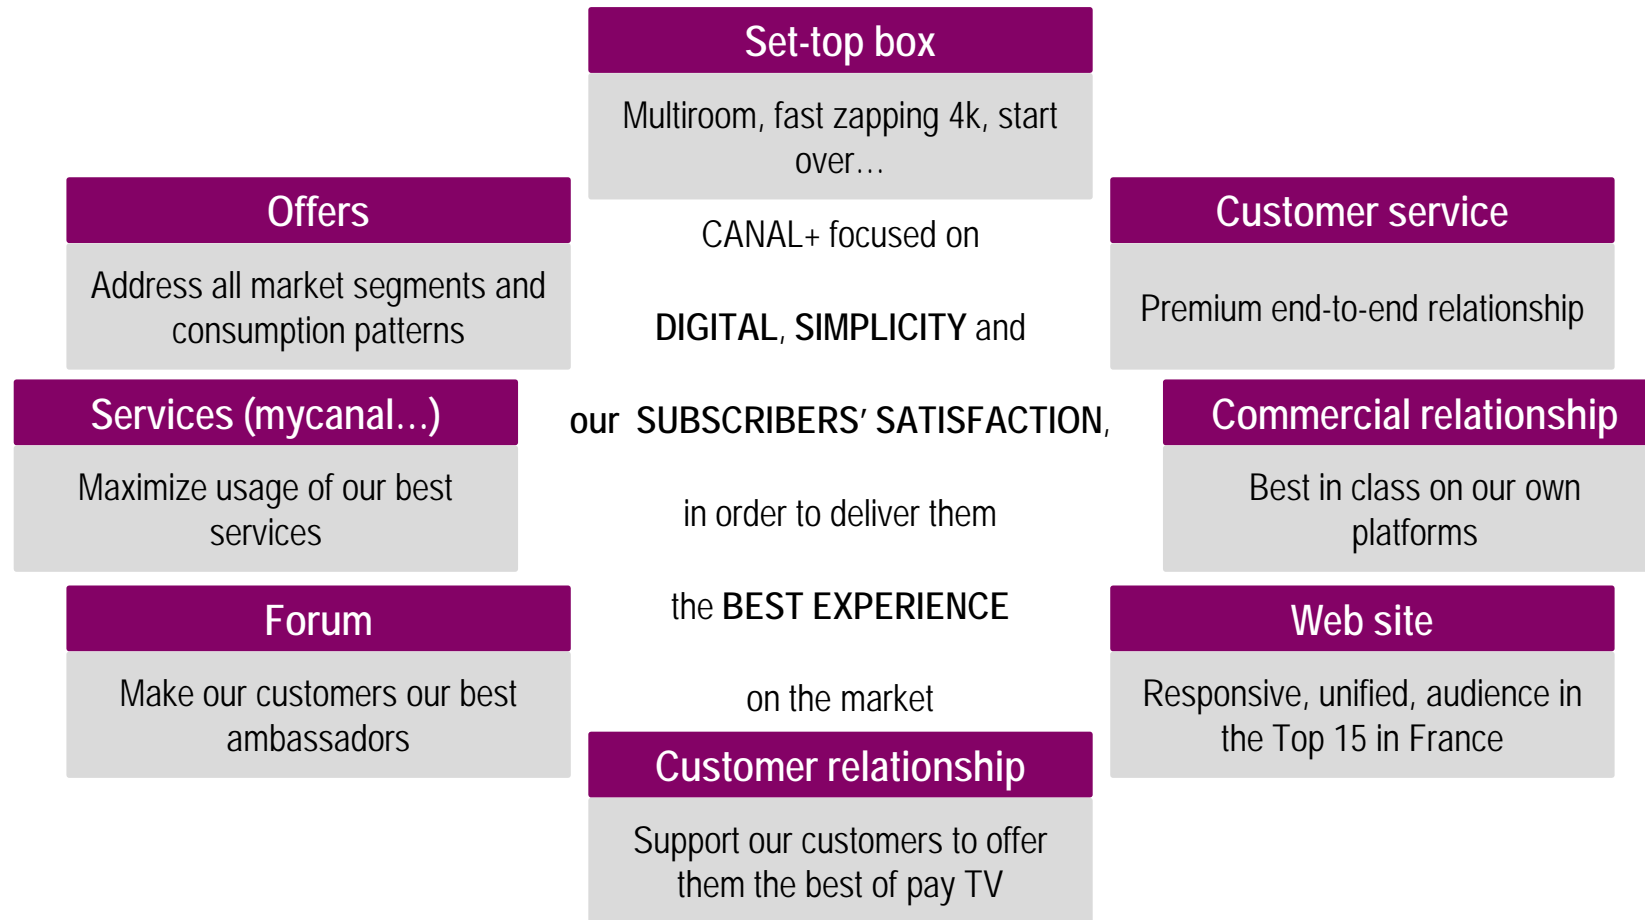 Set-top box
Multiroom, fast zapping 4k, start
over…
Offers
Address all market segments and
consumption patterns
Customer service
Premium end-to-end relationship
CANAL+ focused on
DIGITAL, SIMPLICITY and
our SUBSCRIBERS’ SATISFACTION,
in order to deliver them
the BEST EXPERIENCE
on the market
Services (mycanal…)
Maximize usage of our best
services
Commercial relationship
Best in class on our own
platforms
Forum
Make our customers our best
ambassadors
Web site
Responsive, unified, audience in
the Top 15 in France
Customer relationship
Support our customers to offer
them the best of pay TV